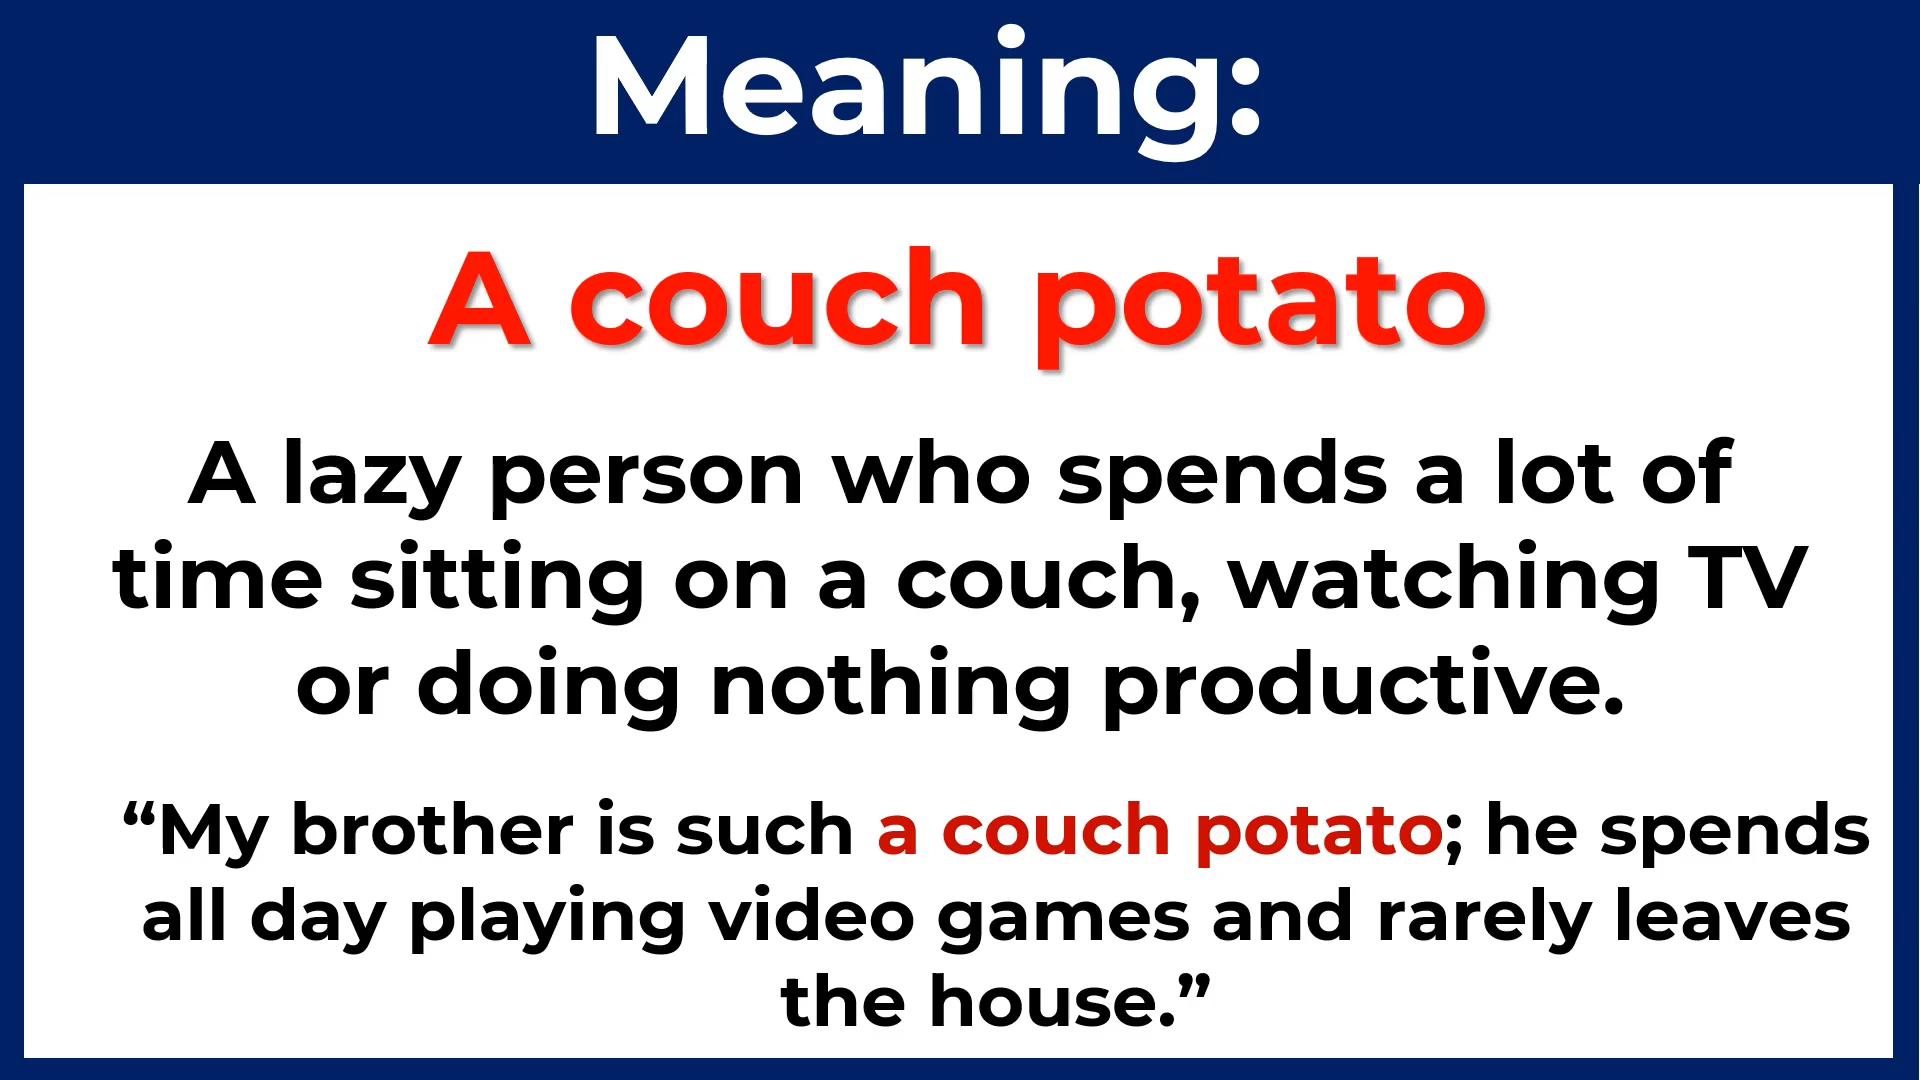 Meaning:
A couch potato
A lazy person who spends a lot of
time sitting on a couch, watching TV
or doing nothing productive.
“My brother is such a couch potato; he spends
all day playing video games and rarely leaves
the house.”